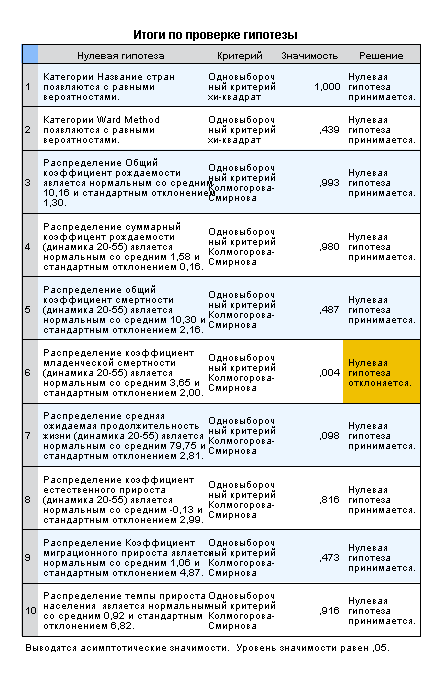 Итоги по проверке гипотезы
Нулевая гипотеза Критерий Значимость Решение
1 Категории Название стран появляются с равными вероятностями. Одновыборочный критерий хи-квадрат 1,000 Нулевая гипотеза принимается.
2 Категории Ward Method появляются с равными вероятностями. Одновыборочный критерий хи-квадрат ,439 Нулевая гипотеза принимается.
3 Распределение Общий коэффициент рождаемости является нормальным со средним 10,16 и стандартным отклонением 1,30. Одновыборочный критерий Колмогорова-Смирнова ,993 Нулевая гипотеза принимается.
4 Распределение суммарный коэффицент рождаемости (динамика 20-55) является нормальным со средним 1,58 и стандартным отклонением 0,16. Одновыборочный критерий Колмогорова-Смирнова ,980 Нулевая гипотеза принимается.
5 Распределение общий коэффициент смертности (динамика 20-55) является нормальным со средним 10,30 и стандартным отклонением 2,16. Одновыборочный критерий Колмогорова-Смирнова ,487 Нулевая гипотеза принимается.
6 Распределение коэффициент младенческой смертности (динамика 20-55) является нормальным со средним 3,65 и стандартным отклонением 2,00. Одновыборочный критерий Колмогорова-Смирнова ,004 Нулевая гипотеза отклоняется.
7 Распределение средняя ожидаемая продолжительность жизни (динамика 20-55) является нормальным со средним 79,75 и стандартным отклонением 2,81. Одновыборочный критерий Колмогорова-Смирнова ,098 Нулевая гипотеза принимается.
8 Распределение коэффициент естественного прироста (динамика 20-55) является нормальным со средним -0,13 и стандартным отклонением 2,99. Одновыборочный критерий Колмогорова-Смирнова ,816 Нулевая гипотеза принимается.
9 Распределение Коэффициент миграционного прироста является нормальным со средним 1,06 и стандартным отклонением 4,87. Одновыборочный критерий Колмогорова-Смирнова ,473 Нулевая гипотеза принимается.
10 Распределение темпы прироста населения является нормальным со средним 0,92 и стандартным отклонением 6,82. Одновыборочный критерий Колмогорова-Смирнова ,916 Нулевая гипотеза принимается.
Выводятся асимптотические значимости. Уровень значимости равен ,05.